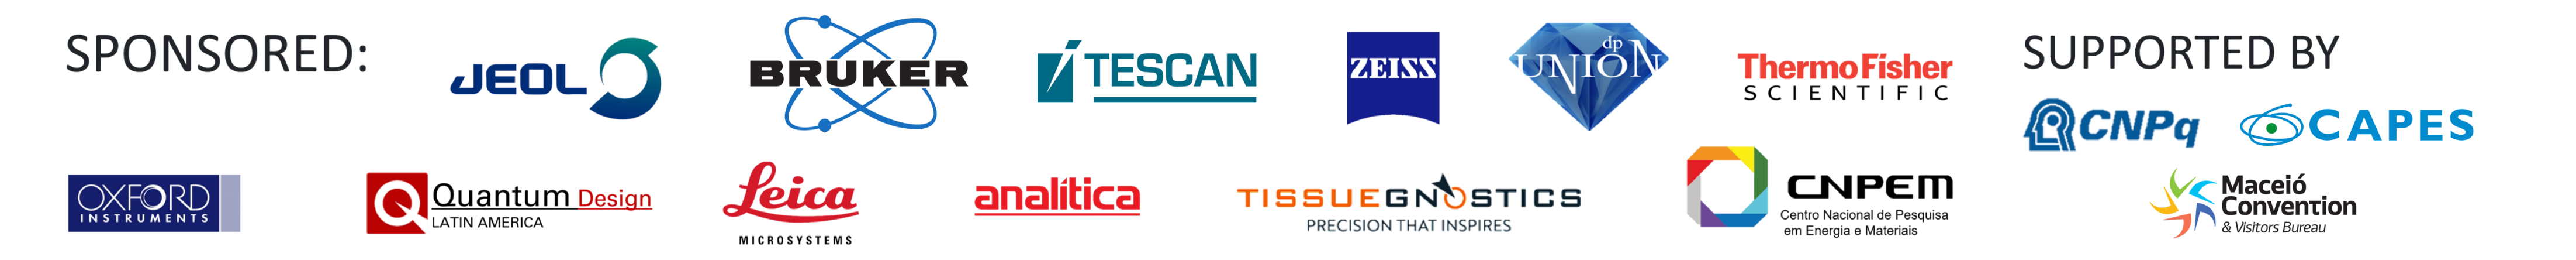 SPONSORED:
JEOL
BRUKER
TESCAN
ZEISS
dp
UNION
ThermoFisher
SCIENTIFIC
OXFORD
INSTRUMENTS
Quantum Design
LATIN AMERICA
Leica
MICROSYSTEMS
analítica
TISSUEGNOSTICS
PRECISION THAT INSPIRES
CNPEM
Centro Nacional de Pesquisa
em Energia e Materiais
SUPPORTED BY
CNPq
CAPES
Maceió
Convention
& Visitors Bureau